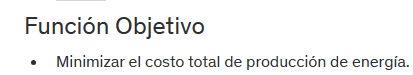 Función Objetivo
• Minimizar el costo total de producción de energía.